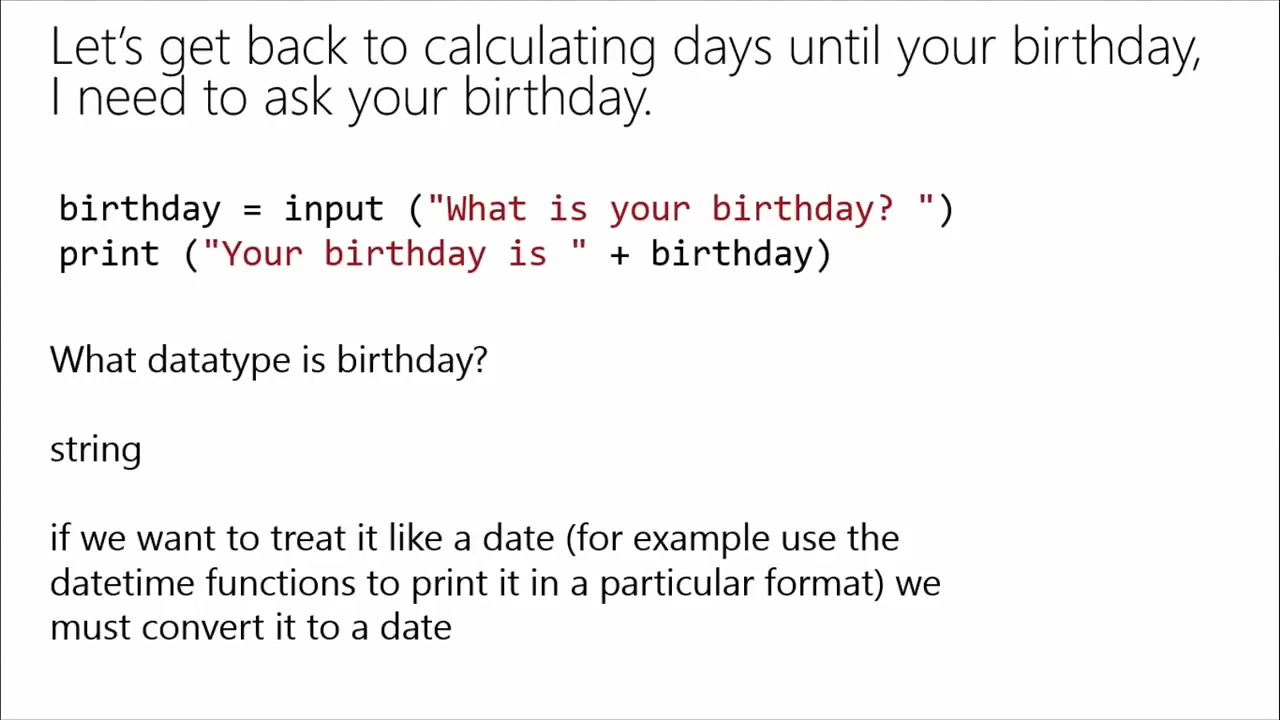 Let’s get back to calculating days until your birthday,
I need to ask your birthday.
birthday = input ("What is your birthday? ")
print ("Your birthday is " + birthday)
What datatype is birthday?
string
if we want to treat it like a date (for example use the
datetime functions to print it in a particular format) we
must convert it to a date